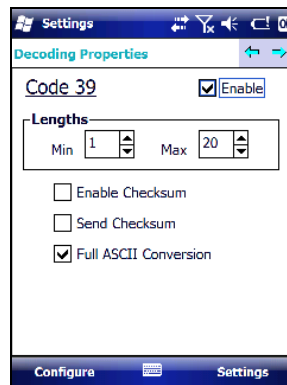 Settings
Decoding Properties
Code 39 Enable
Lengths
Min 1 Max 20
Enable Checksum
Send Checksum
Full ASCII Conversion
Configure Settings